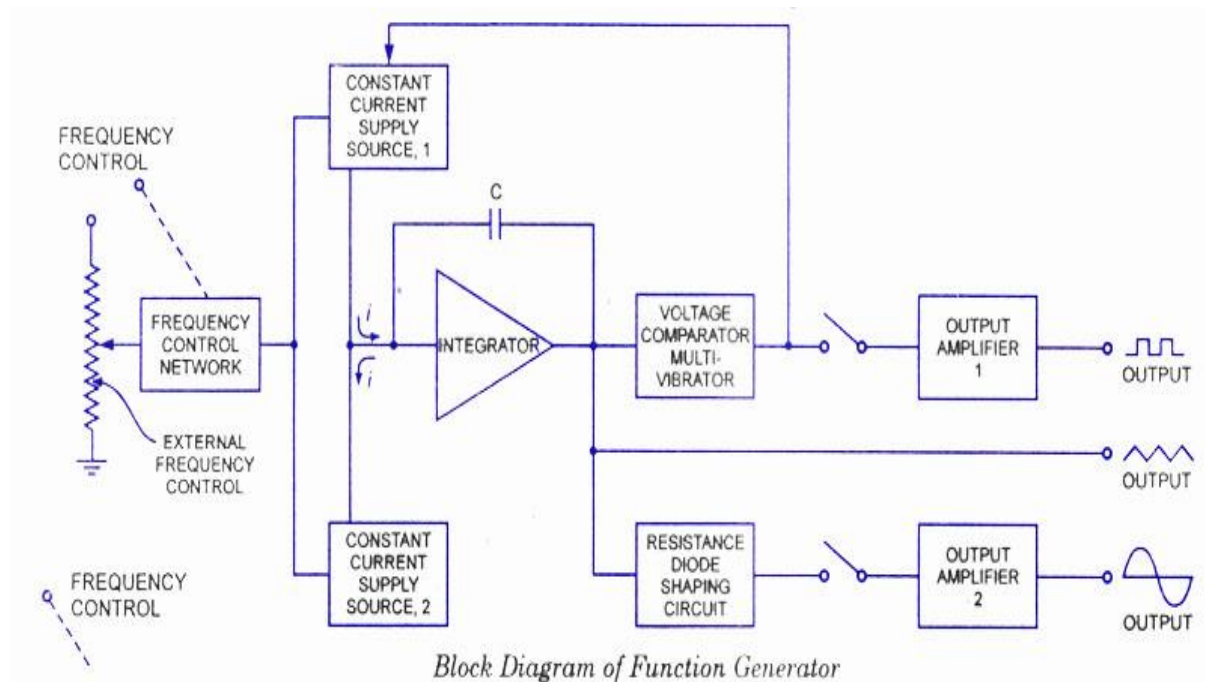 CONSTANT
CURRENT
SUPPLY
SOURCE, 1
FREQUENCY
CONTROL
C
FREQUENCY
CONTROL
NETWORK
i
i
INTEGRATOR
VOLTAGE
COMPARATOR
MULTI-
VIBRATOR
OUTPUT
AMPLIFIER
1
OUTPUT
EXTERNAL
FREQUENCY
CONTROL
OUTPUT
CONSTANT
CURRENT
SUPPLY
SOURCE, 2
RESISTANCE
DIODE
SHAPING
CIRCUIT
OUTPUT
AMPLIFIER
2
OUTPUT
FREQUENCY
CONTROL
Block Diagram of Function Generator